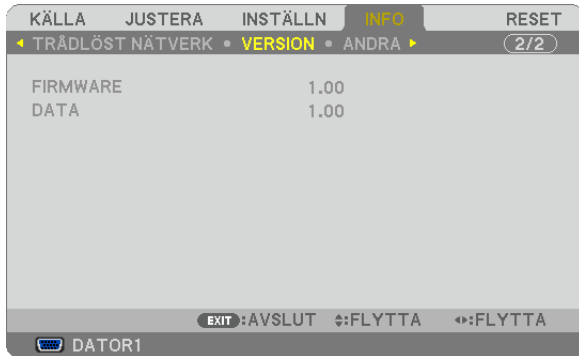 KÄLLA JUSTERA INSTÄLLN INFO RESET
TRÅDLÖST NÄTVERK • VERSION • ANDRA 2/2
FIRMWARE 1.00
DATA 1.00
EXIT:AVSLUT :FLYTTA :FLYTTA
DATOR1